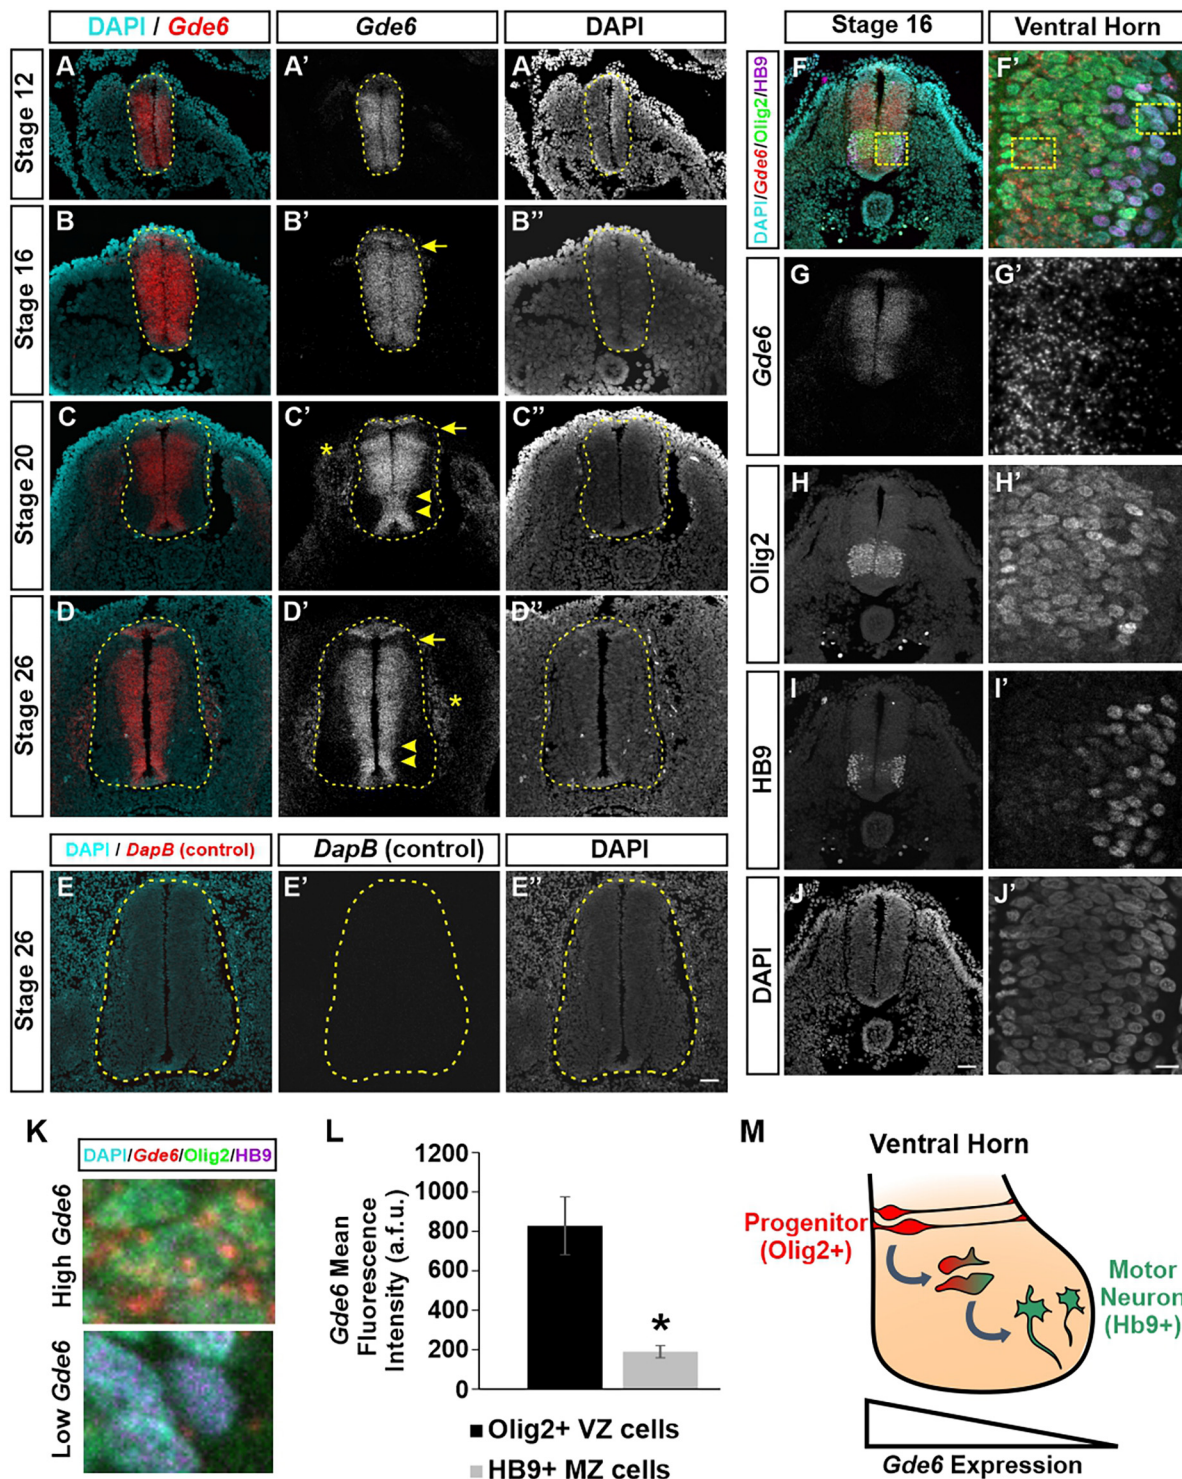 DAPI / Gde6
Gde6
DAPI
Stage 12
A
A'
A'
Stage 16
B
B'
B''
Stage 20
C
C'
*
C''
Stage 26
D
D'
*
D''
DAPI / DapB (control)
DapB (control)
DAPI
Stage 26
E
E'
E''
Stage 16
Ventral Horn
DAPI/Gde6/Olig2/HB9
F
F'
Gde6
G
G'
Olig2
H
H'
HB9
I
I'
DAPI
J
J'
K
DAPI/Gde6/Olig2/HB9
High Gde6
Low Gde6
L
Gde6 Mean
Fluorescence
Intensity (a.f.u.)
1200
1000
800
600
400
200
0
*
Olig2+ VZ cells
HB9+ MZ cells
M
Ventral Horn
Progenitor
(Olig2+)
Motor
Neuron
(Hb9+)
Gde6 Expression